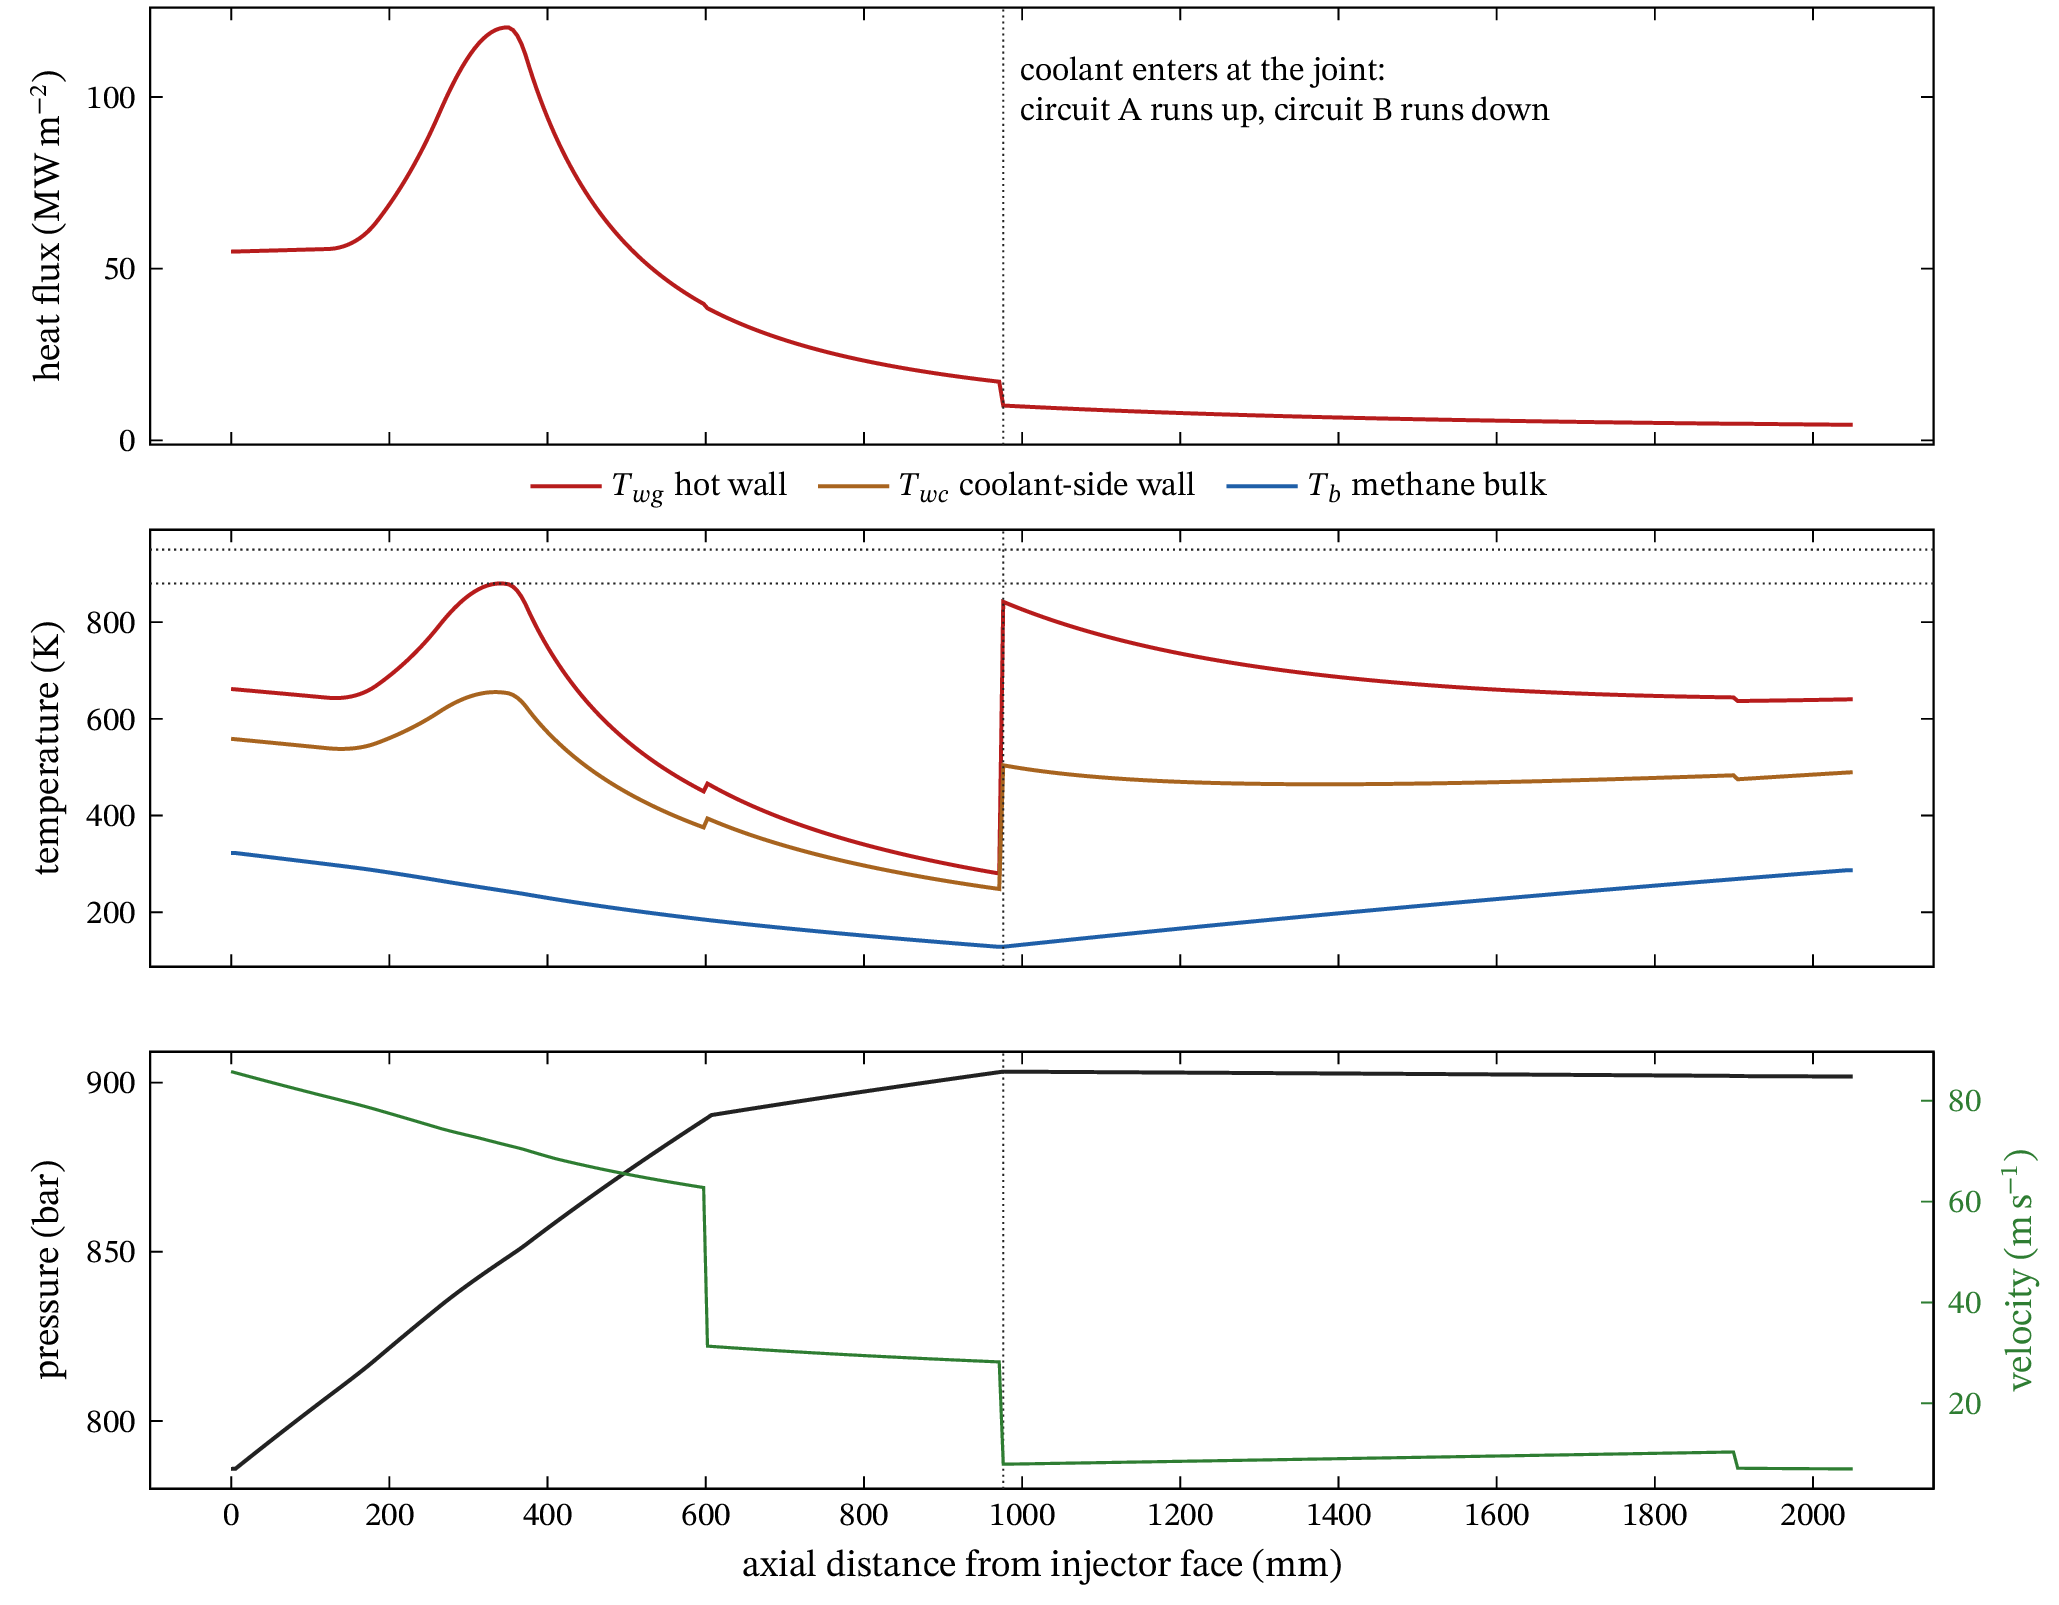 heat flux (MW m⁻²)
100
50
0
coolant enters at the joint:
circuit A runs up, circuit B runs down
T_wg hot wall
T_wc coolant-side wall
T_b methane bulk
temperature (K)
800
600
400
200
pressure (bar)
900
850
800
80
60
40
20
velocity (m s⁻¹)
0 200 400 600 800 1000 1200 1400 1600 1800 2000
axial distance from injector face (mm)